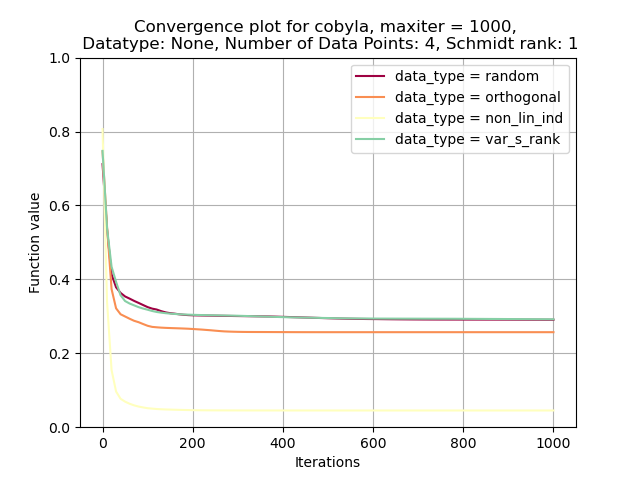 Convergence plot for cobyla, maxiter = 1000,
Datatype: None, Number of Data Points: 4, Schmidt rank: 1
data_type = random
data_type = orthogonal
data_type = non_lin_ind
data_type = var_s_rank
Function value
1.0
0.8
0.6
0.4
0.2
0.0
0 200 400 600 800 1000
Iterations